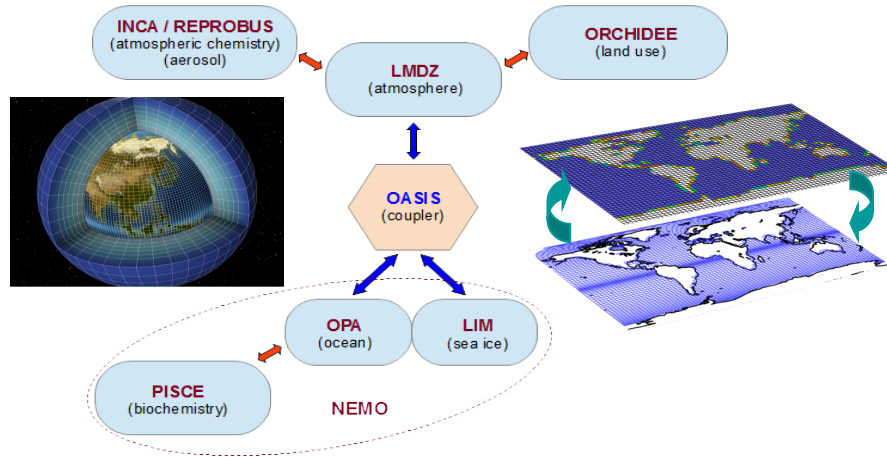 INCA / REPROBUS
(atmospheric chemistry)
(aerosol)
ORCHIDEE
(land use)
LMDZ
(atmosphere)
OASIS
(coupler)
OPA
(ocean)
LIM
(sea ice)
PISCE
(biochemistry)
NEMO